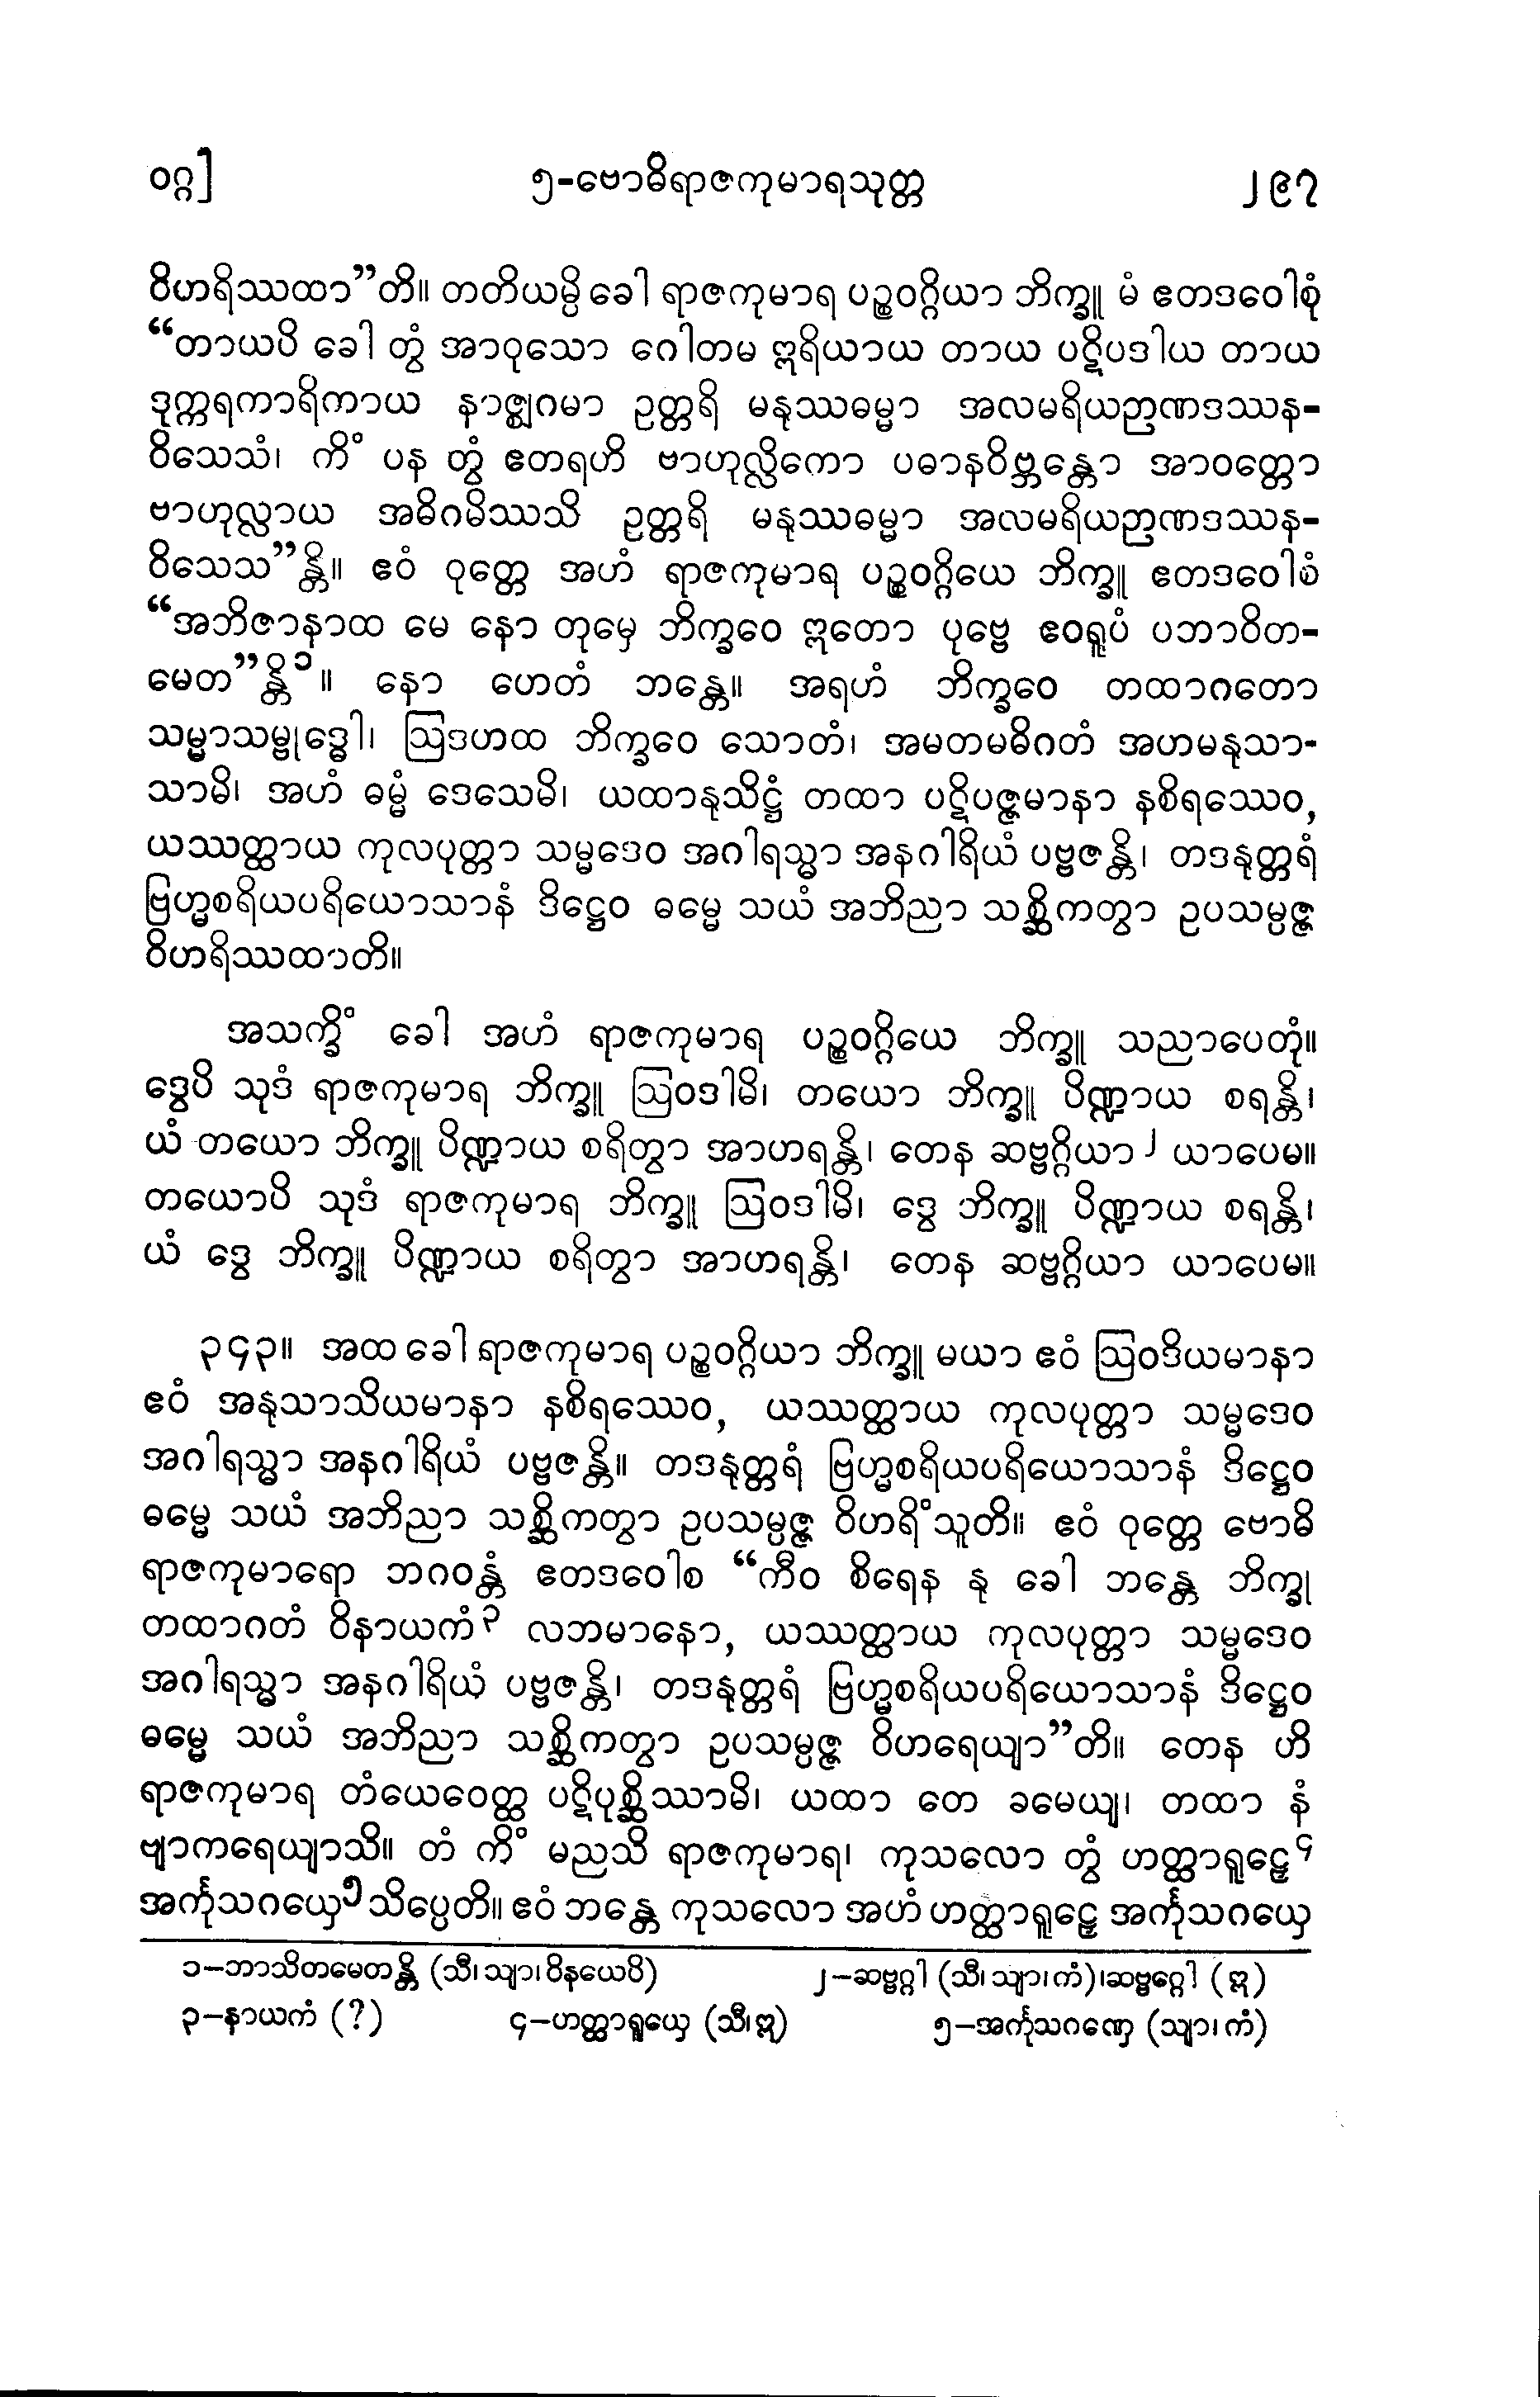 ဝဂ္ဂ]
၅-ဗောဓိရာဇကုမာရသုတ္တ
၂၉၇
ဝိဟရိဿထာ”တိ။ တတိယမ္ပိ ခေါ ရာဇကုမာရ ပဉ္စဝဂ္ဂိယာ ဘိက္ခူ မံ ဧတဒဝေါစုံ
“တာယပိ ခေါ တွံ အာဝုသော ဂေါတမ ဣရိယာယ တာယ ပဋိပဒါယ တာယ
ဒုက္ကရကာရိကာယ နာဇ္ဈဂမာ ဥတ္တရိ မနုဿဓမ္မာ အလမရိယဉာဏဒဿန-
ဝိသေသံ၊ ကိံ ပန တွံ ဧတရဟိ ဗာဟုလ္လိကော ပဓာနဝိဗ္ဘန္တော အာဝတ္တော
ဗာဟုလ္လာယ အဓိဂမိဿသိ ဥတ္တရိ မနုဿဓမ္မာ အလမရိယဉာဏဒဿန-
ဝိသေသ”န္တိ။ ဧဝံ ဝုတ္တေ အဟံ ရာဇကုမာရ ပဉ္စဝဂ္ဂိယေ ဘိက္ခူ ဧတဒဝေါစံ
“အဘိဇာနာထ မေ နော တုမှေ ဘိက္ခဝေ ဣတော ပုဗ္ဗေ ဧဝရူပံ ပဘာဝိတ-
မေတ”န္တိ၁။ နော ဟေတံ ဘန္တေ။ အရဟံ ဘိက္ခဝေ တထာဂတော
သမ္မာသမ္ဗုဒ္ဓေါ၊ ဩဒဟထ ဘိက္ခဝေ သောတံ၊ အမတမဓိဂတံ အဟမနုသာ-
သာမိ၊ အဟံ ဓမ္မံ ဒေသေမိ၊ ယထာနုသိဋ္ဌံ တထာ ပဋိပဇ္ဇမာနာ နစိရဿေဝ,
ယဿတ္ထာယ ကုလပုတ္တာ သမ္မဒေဝ အဂါရသ္မာ အနဂါရိယံ ပဗ္ဗဇန္တိ၊ တဒနုတ္တရံ
ဗြဟ္မစရိယပရိယောသာနံ ဒိဋ္ဌေဝ ဓမ္မေ သယံ အဘိညာ သစ္ဆိကတွာ ဥပသမ္ပဇ္ဇ
ဝိဟရိဿထာတိ။
အသက္ခိံ ခေါ အဟံ ရာဇကုမာရ ပဉ္စဝဂ္ဂိယေ ဘိက္ခူ သညာပေတုံ။
ဒွေပိ သုဒံ ရာဇကုမာရ ဘိက္ခူ ဩဝဒါမိ၊ တယော ဘိက္ခူ ပိဏ္ဍာယ စရန္တိ၊
ယံ တယော ဘိက္ခူ ပိဏ္ဍာယ စရိတွာ အာဟရန္တိ၊ တေန ဆဗ္ဗဂ္ဂိယာ၂ ယာပေမ။
တယောပိ သုဒံ ရာဇကုမာရ ဘိက္ခူ ဩဝဒါမိ၊ ဒွေ ဘိက္ခူ ပိဏ္ဍာယ စရန္တိ၊
ယံ ဒွေ ဘိက္ခူ ပိဏ္ဍာယ စရိတွာ အာဟရန္တိ၊ တေန ဆဗ္ဗဂ္ဂိယာ ယာပေမ။
၃၄၃။ အထ ခေါ ရာဇကုမာရ ပဉ္စဝဂ္ဂိယာ ဘိက္ခူ မယာ ဧဝံ ဩဝဒိယမာနာ
ဧဝံ အနုသာသိယမာနာ နစိရဿေဝ, ယဿတ္ထာယ ကုလပုတ္တာ သမ္မဒေဝ
အဂါရသ္မာ အနဂါရိယံ ပဗ္ဗဇန္တိ။ တဒနုတ္တရံ ဗြဟ္မစရိယပရိယောသာနံ ဒိဋ္ဌေဝ
ဓမ္မေ သယံ အဘိညာ သစ္ဆိကတွာ ဥပသမ္ပဇ္ဇ ဝိဟရိံသူတိ။ ဧဝံ ဝုတ္တေ ဗောဓိ
ရာဇကုမာရော ဘဂဝန္တံ ဧတဒဝေါစ “ကီဝ စိရေန နု ခေါ ဘန္တေ ဘိက္ခု
တထာဂတံ ဝိနာယကံ၃ လဘမာနော, ယဿတ္ထာယ ကုလပုတ္တာ သမ္မဒေဝ
အဂါရသ္မာ အနဂါရိယံ ပဗ္ဗဇန္တိ၊ တဒနုတ္တရံ ဗြဟ္မစရိယပရိယောသာနံ ဒိဋ္ဌေဝ
ဓမ္မေ သယံ အဘိညာ သစ္ဆိကတွာ ဥပသမ္ပဇ္ဇ ဝိဟရေယျာ”တိ။ တေန ဟိ
ရာဇကုမာရ တံယေဝေတ္ထ ပဋိပုစ္ဆိဿာမိ၊ ယထာ တေ ခမေယျ၊ တထာ နံ
ဗျာကရေယျာသိ။ တံ ကိံ မညသိ ရာဇကုမာရ၊ ကုသလော တွံ ဟတ္ထာရူဠှေ၄
အင်္ကုသဂယှေ၅ သိပ္ပေတိ။ ဧဝံ ဘန္တေ ကုသလော အဟံ ဟတ္ထာရူဠှေ အင်္ကုသဂယှေ
၁–ဘာသိတမေတန္တိ (သီ၊ သျာ၊ ဝိနယေပိ)
၂–ဆဗ္ဗဂ္ဂါ (သီ၊ သျာ၊ ကံ)၊ဆဗ္ဗဂ္ဂေါ (ဣ)
၃–နာယကံ (?)
၄–ဟတ္ထာရူယှေ (သီ၊ ဣ)
၅–အင်္ကုသဂဏှေ (သျာ၊ ကံ)